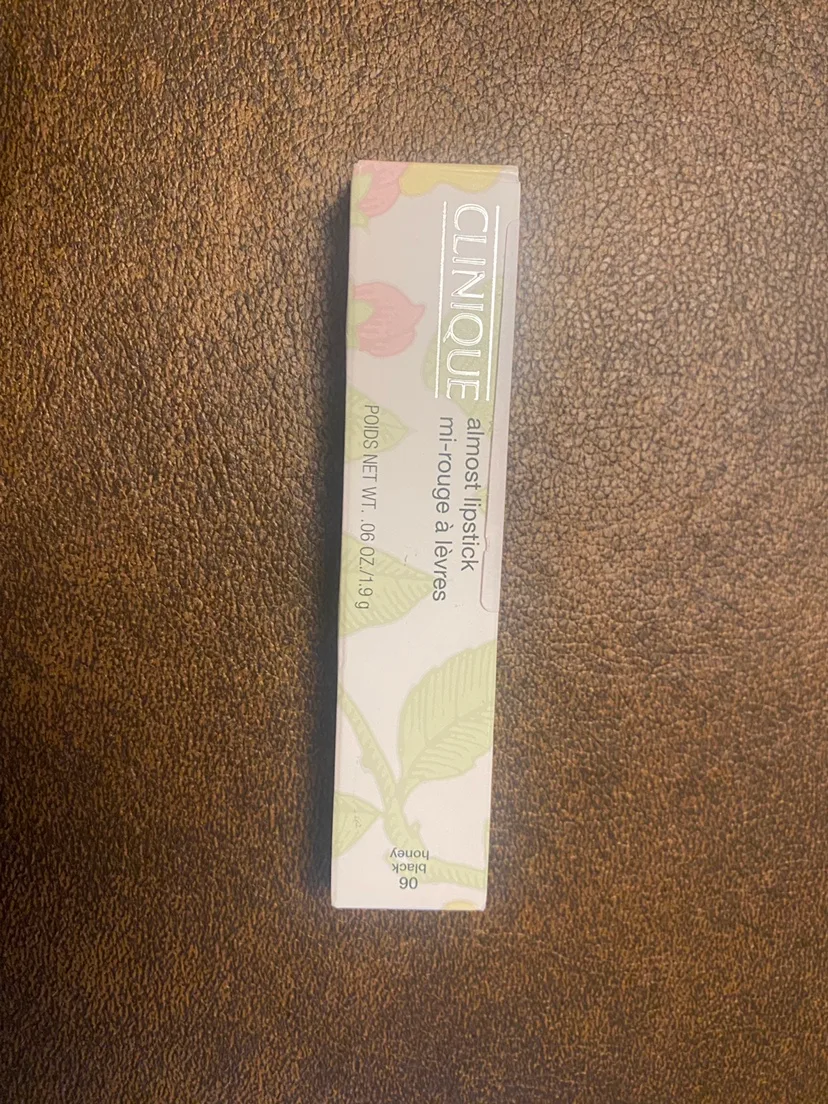 CLINIQUE
almost lipstick
mi-rouge à lèvres
POIDS NET WT. .06 OZ./1.9 g
06
black
honey